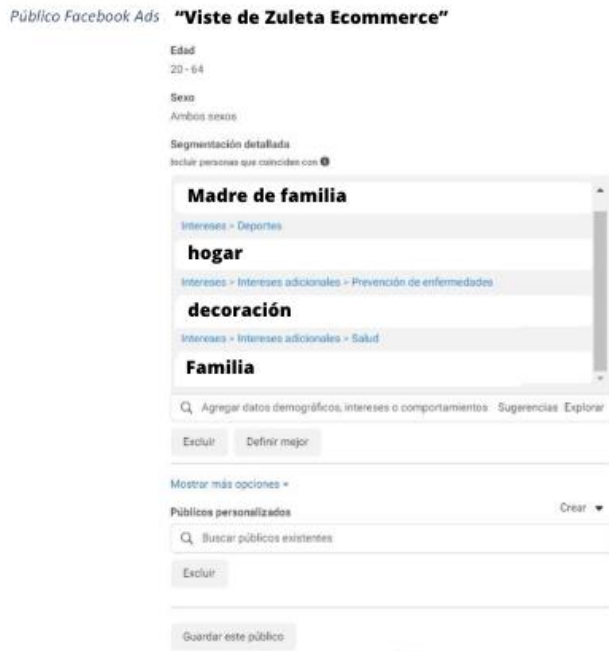 Público Facebook Ads “Viste de Zuleta Ecommerce”
Edad
20 - 64
Sexo
Ambos sexos
Segmentación detallada
Incluir personas que coinciden con
Madre de familia
Intereses > Deportes
hogar
Intereses > Intereses adicionales > Prevención de enfermedades
decoración
Intereses > Intereses adicionales > Salud
Familia
Agregar datos demográficos, intereses o comportamientos Sugerencias Explorar
Excluir Definir mejor
Mostrar más opciones
Públicos personalizados Crear
Buscar públicos existentes
Excluir
Guardar este público